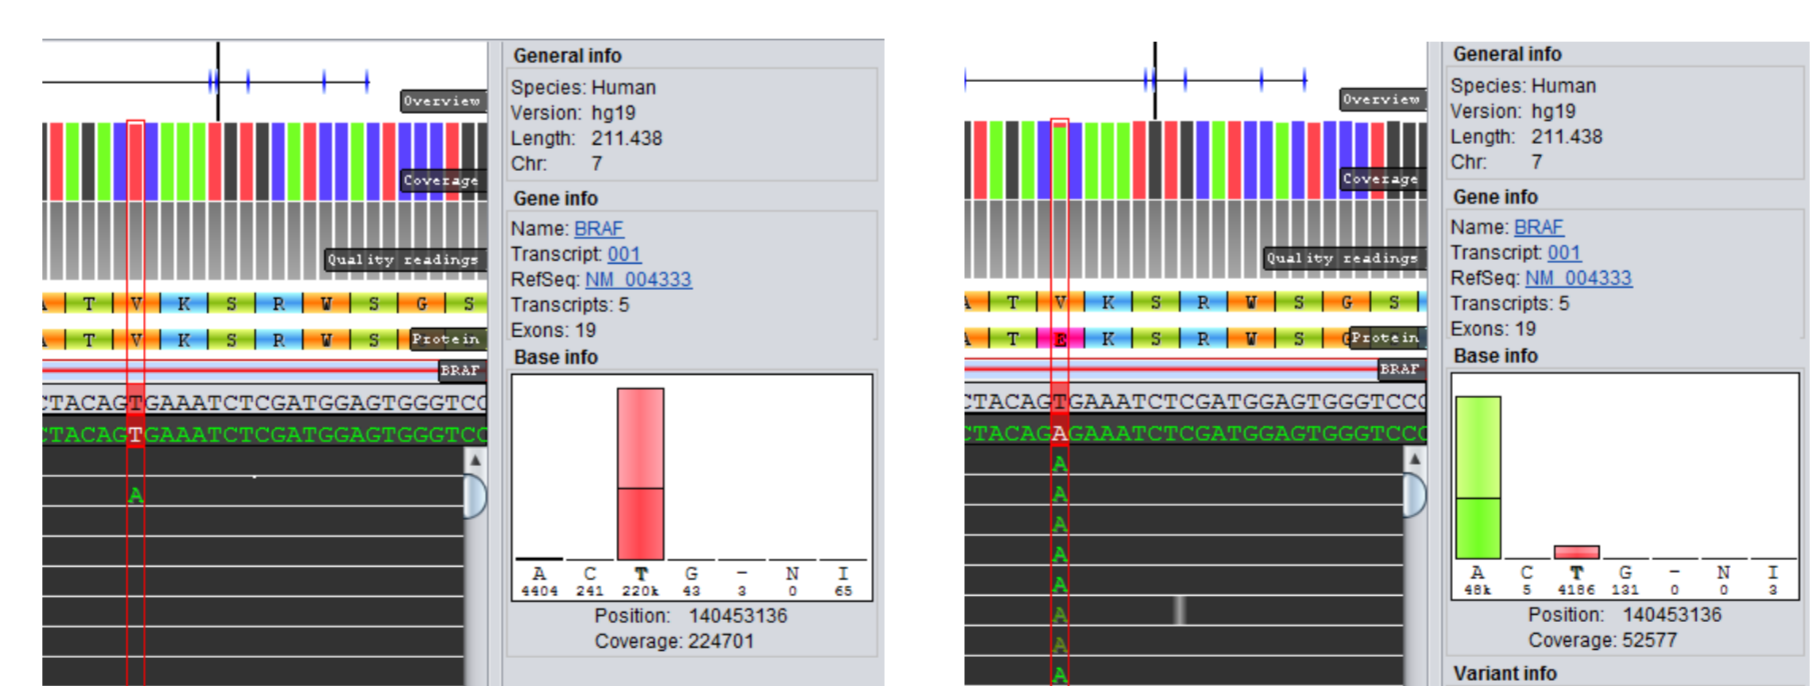 General info
Species: Human
Version: hg19
Length: 211.438
Chr: 7
Gene info
Name: BRAF
Transcript: 001
RefSeq: NM_004333
Transcripts: 5
Exons: 19
Base info
A C T G - N I
4404 241 220k 43 3 0 65
Position: 140453136
Coverage: 224701
Overview
Coverage
Quality readings
T V K S R W S G S
T V K S R W S Protein
BRAF
CTACAGTGAAATCTCGATGGAGTGGGTCC
CTACAGTGAAATCTCGATGGAGTGGGTCC
A
General info
Species: Human
Version: hg19
Length: 211.438
Chr: 7
Gene info
Name: BRAF
Transcript: 001
RefSeq: NM_004333
Transcripts: 5
Exons: 19
Base info
A C T G - N I
48k 5 4186 131 0 0 3
Position: 140453136
Coverage: 52577
Variant info
Overview
Coverage
Quality readings
A T V K S R W S G S
A T E K S R W S Protein
BRAF
CTACAGTGAAATCTCGATGGAGTGGGTCCC
CTACAGAGAAATCTCGATGGAGTGGGTCCC
A
A
A
A
A
A
A
A